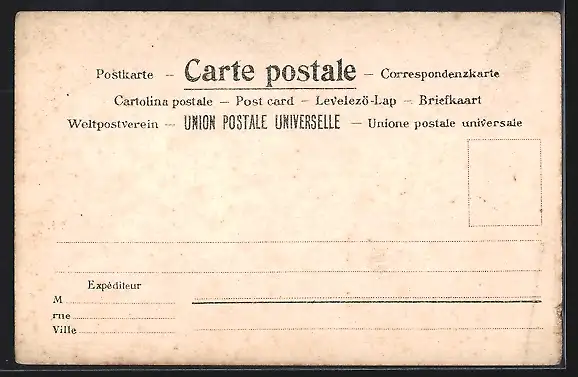 Postkarte – Carte postale – Correspondenzkarte
Cartolina postale – Post card – Levelező-Lap – Briefkaart
Weltpostverein – UNION POSTALE UNIVERSELLE – Unione postale universale
Expéditeur
M
rue
Ville